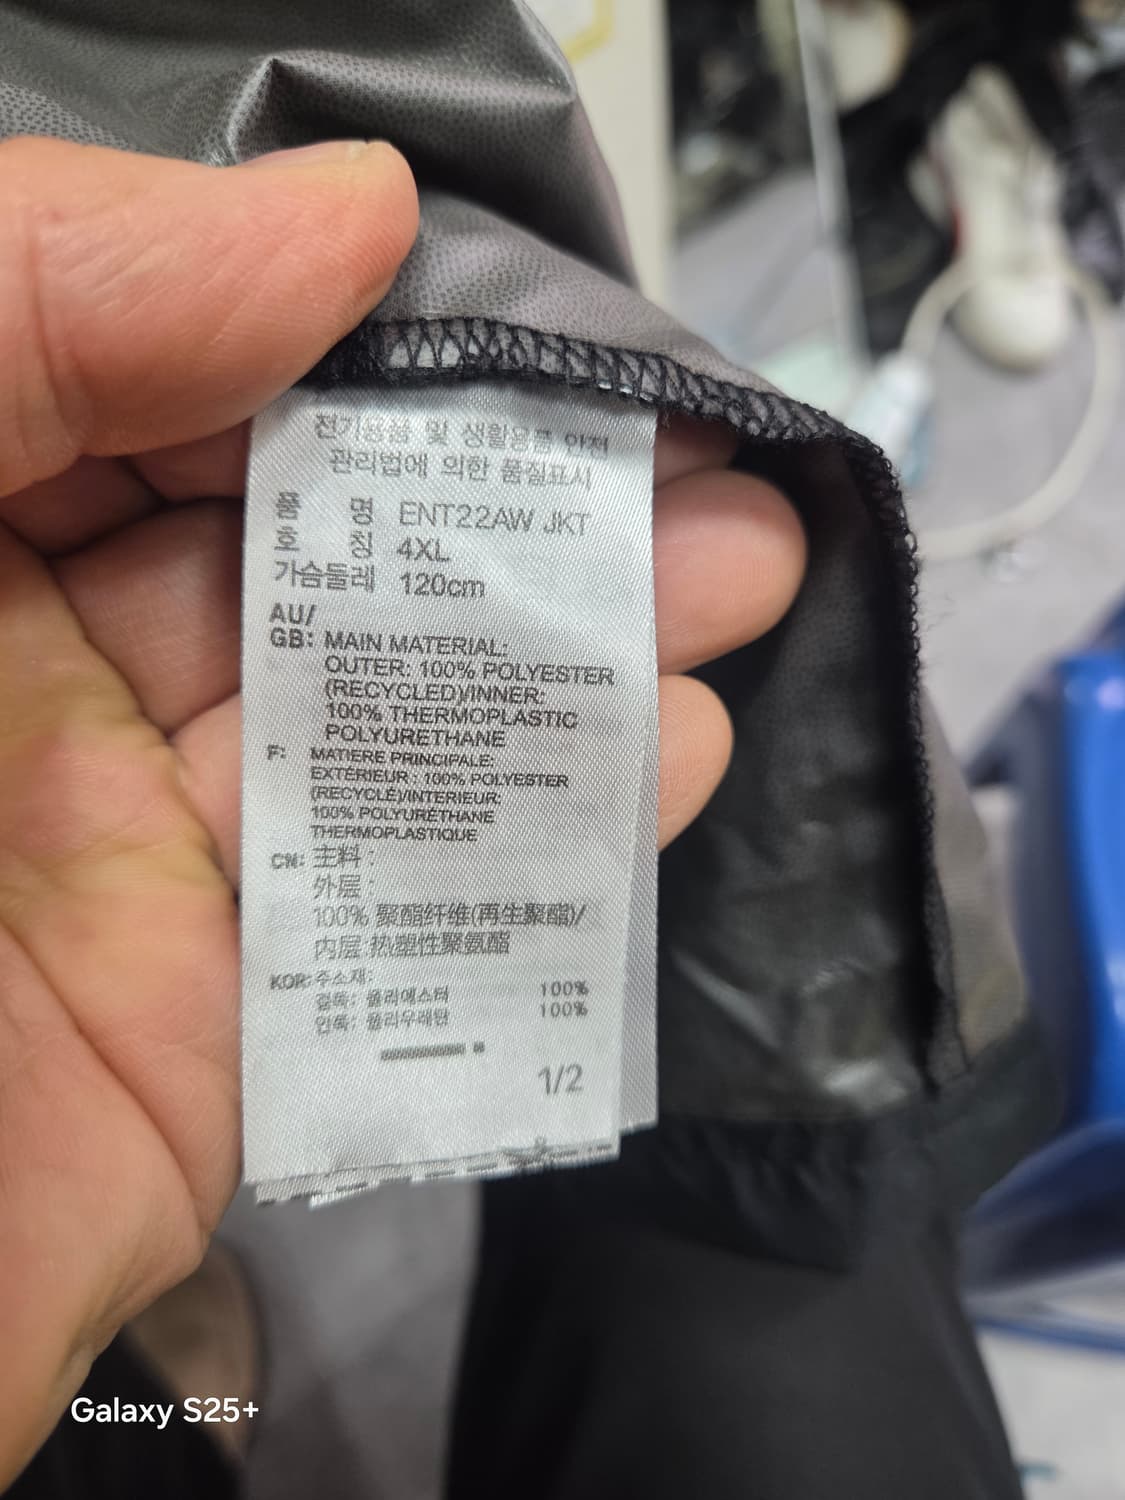 전기용품 및 생활용품 안전
관리법에 의한 품질표시
품 명 ENT22AW JKT
호 칭 4XL
가슴둘레 120cm
AU/
GB: MAIN MATERIAL:
OUTER: 100% POLYESTER
(RECYCLED)/INNER:
100% THERMOPLASTIC
POLYURETHANE
F: MATIERE PRINCIPALE:
EXTÉRIEUR : 100% POLYESTER
(RECYCLÉ)/INTERIEUR:
100% POLYURÉTHANE
THERMOPLASTIQUE
CN: 主料 :
外层 :
100% 聚酯纤维(再生聚酯)/
内层:热塑性聚氨酯
KOR: 주소재:
겉쪽: 폴리에스터 100%
안쪽: 폴리우레탄 100%
1/2
Galaxy S25+